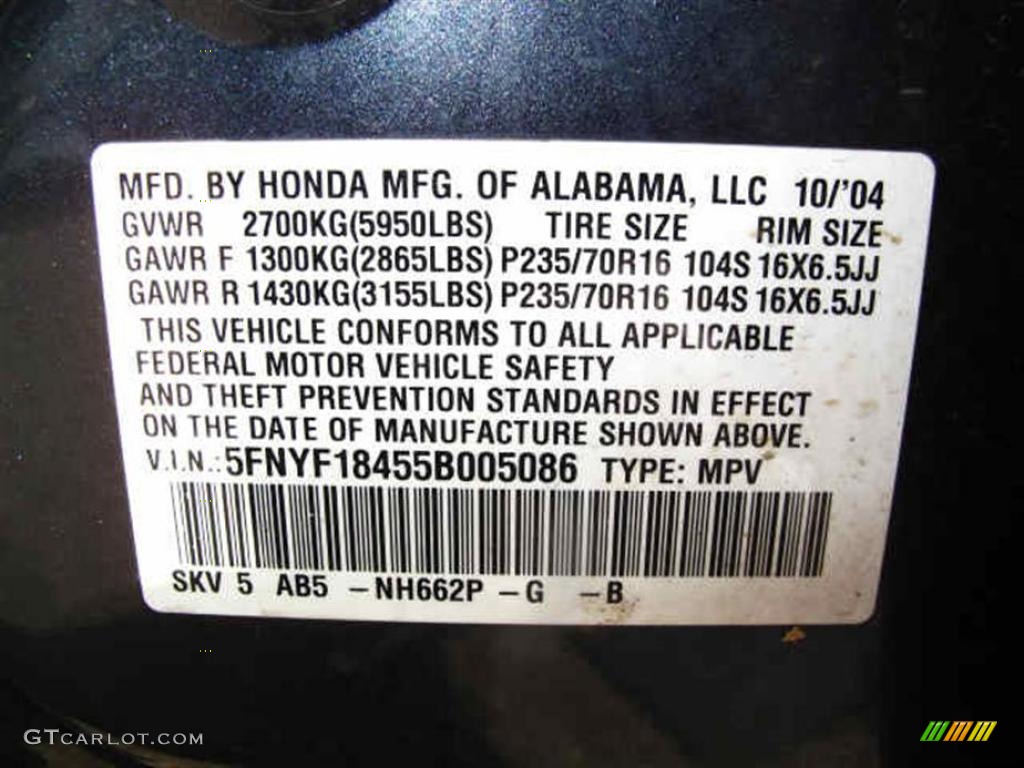 MFD. BY HONDA MFG. OF ALABAMA, LLC 10/'04
GVWR 2700KG(5950LBS) TIRE SIZE RIM SIZE
GAWR F 1300KG(2865LBS) P235/70R16 104S 16X6.5JJ
GAWR R 1430KG(3155LBS) P235/70R16 104S 16X6.5JJ
THIS VEHICLE CONFORMS TO ALL APPLICABLE
FEDERAL MOTOR VEHICLE SAFETY
AND THEFT PREVENTION STANDARDS IN EFFECT
ON THE DATE OF MANUFACTURE SHOWN ABOVE.
V.I.N.:5FNYF18455B005086 TYPE: MPV
SKV 5 AB5 -NH662P -G -B
GTCARLOT.COM